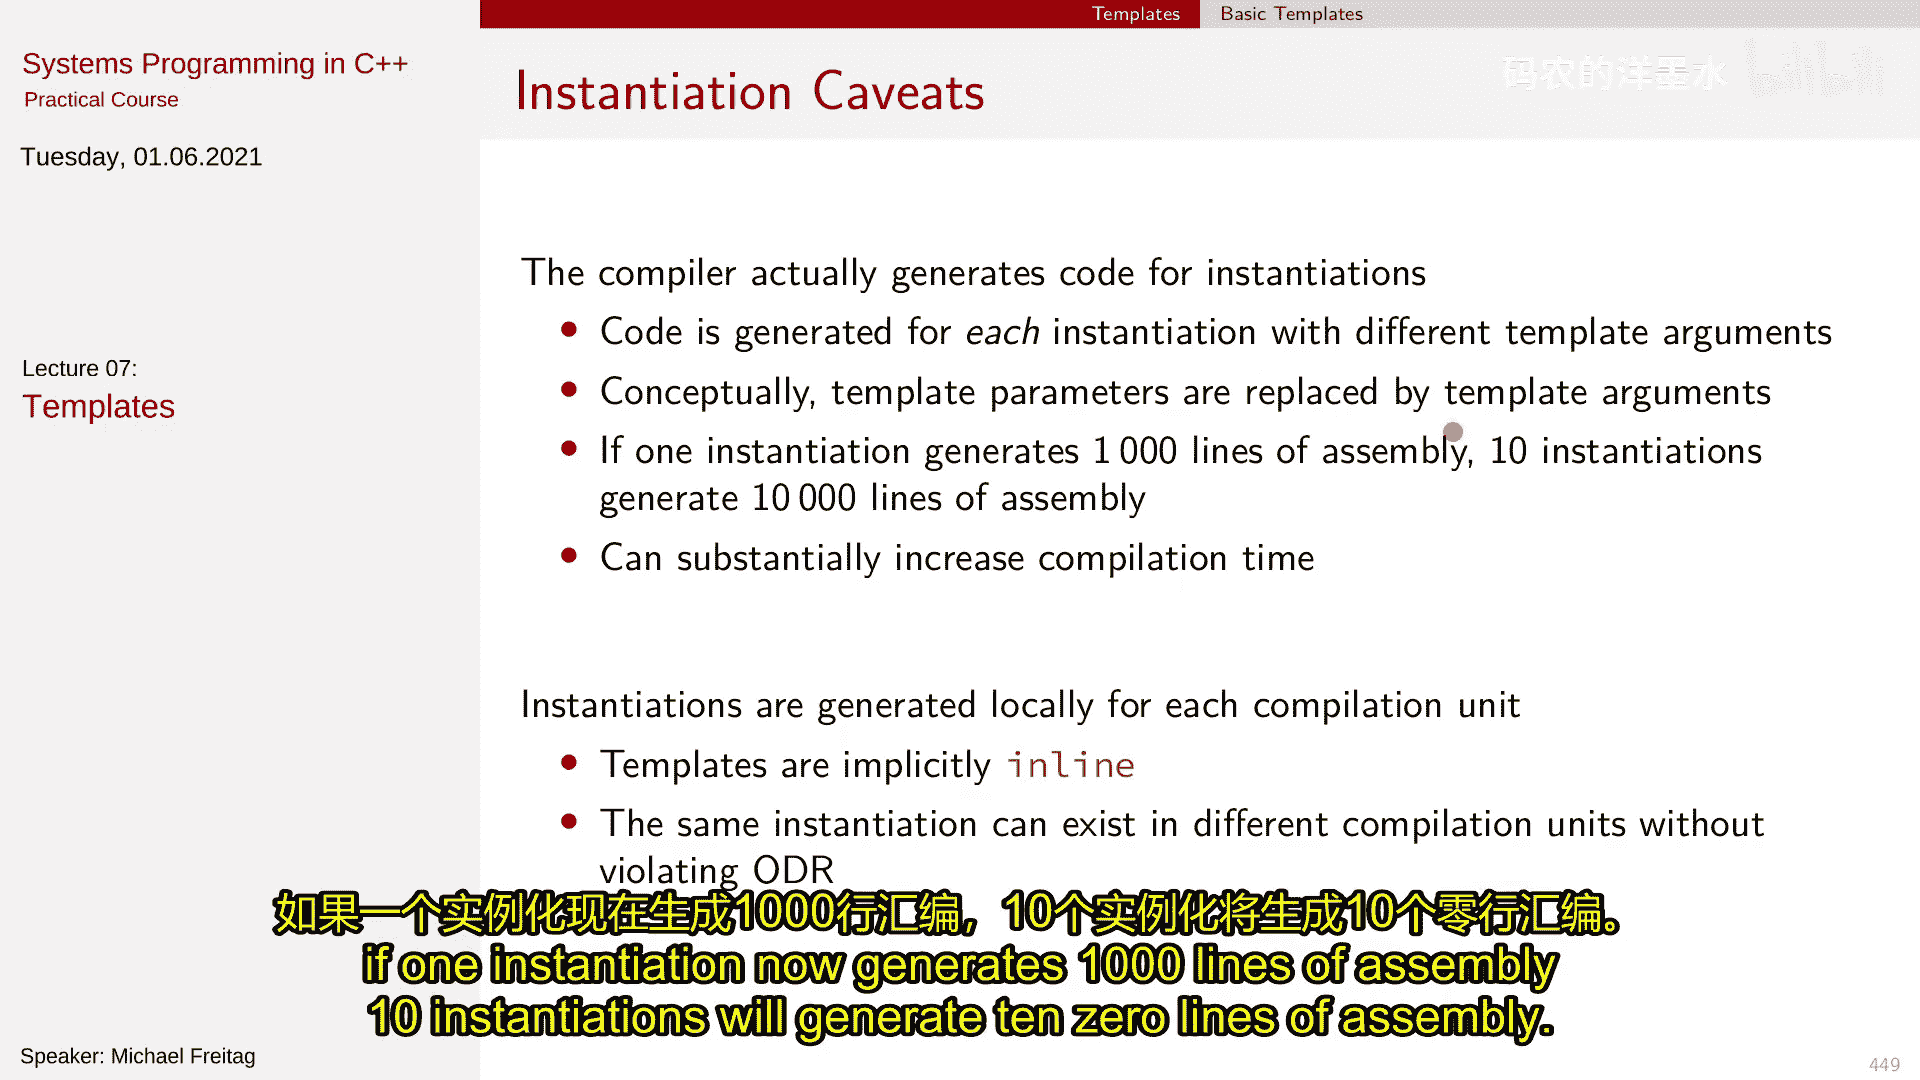 Templates Basic Templates
Systems Programming in C++
Practical Course
Tuesday, 01.06.2021
Lecture 07:
Templates
Instantiation Caveats
码农的洋墨水 bilibili
The compiler actually generates code for instantiations
• Code is generated for each instantiation with different template arguments
• Conceptually, template parameters are replaced by template arguments
• If one instantiation generates 1 000 lines of assembly, 10 instantiations
generate 10 000 lines of assembly
• Can substantially increase compilation time
Instantiations are generated locally for each compilation unit
• Templates are implicitly inline
• The same instantiation can exist in different compilation units without
violating ODR
如果一个实例化现在生成1000行汇编，10个实例化将生成10个零行汇编。
if one instantiation now generates 1000 lines of assembly
10 instantiations will generate ten zero lines of assembly.
Speaker: Michael Freitag
449